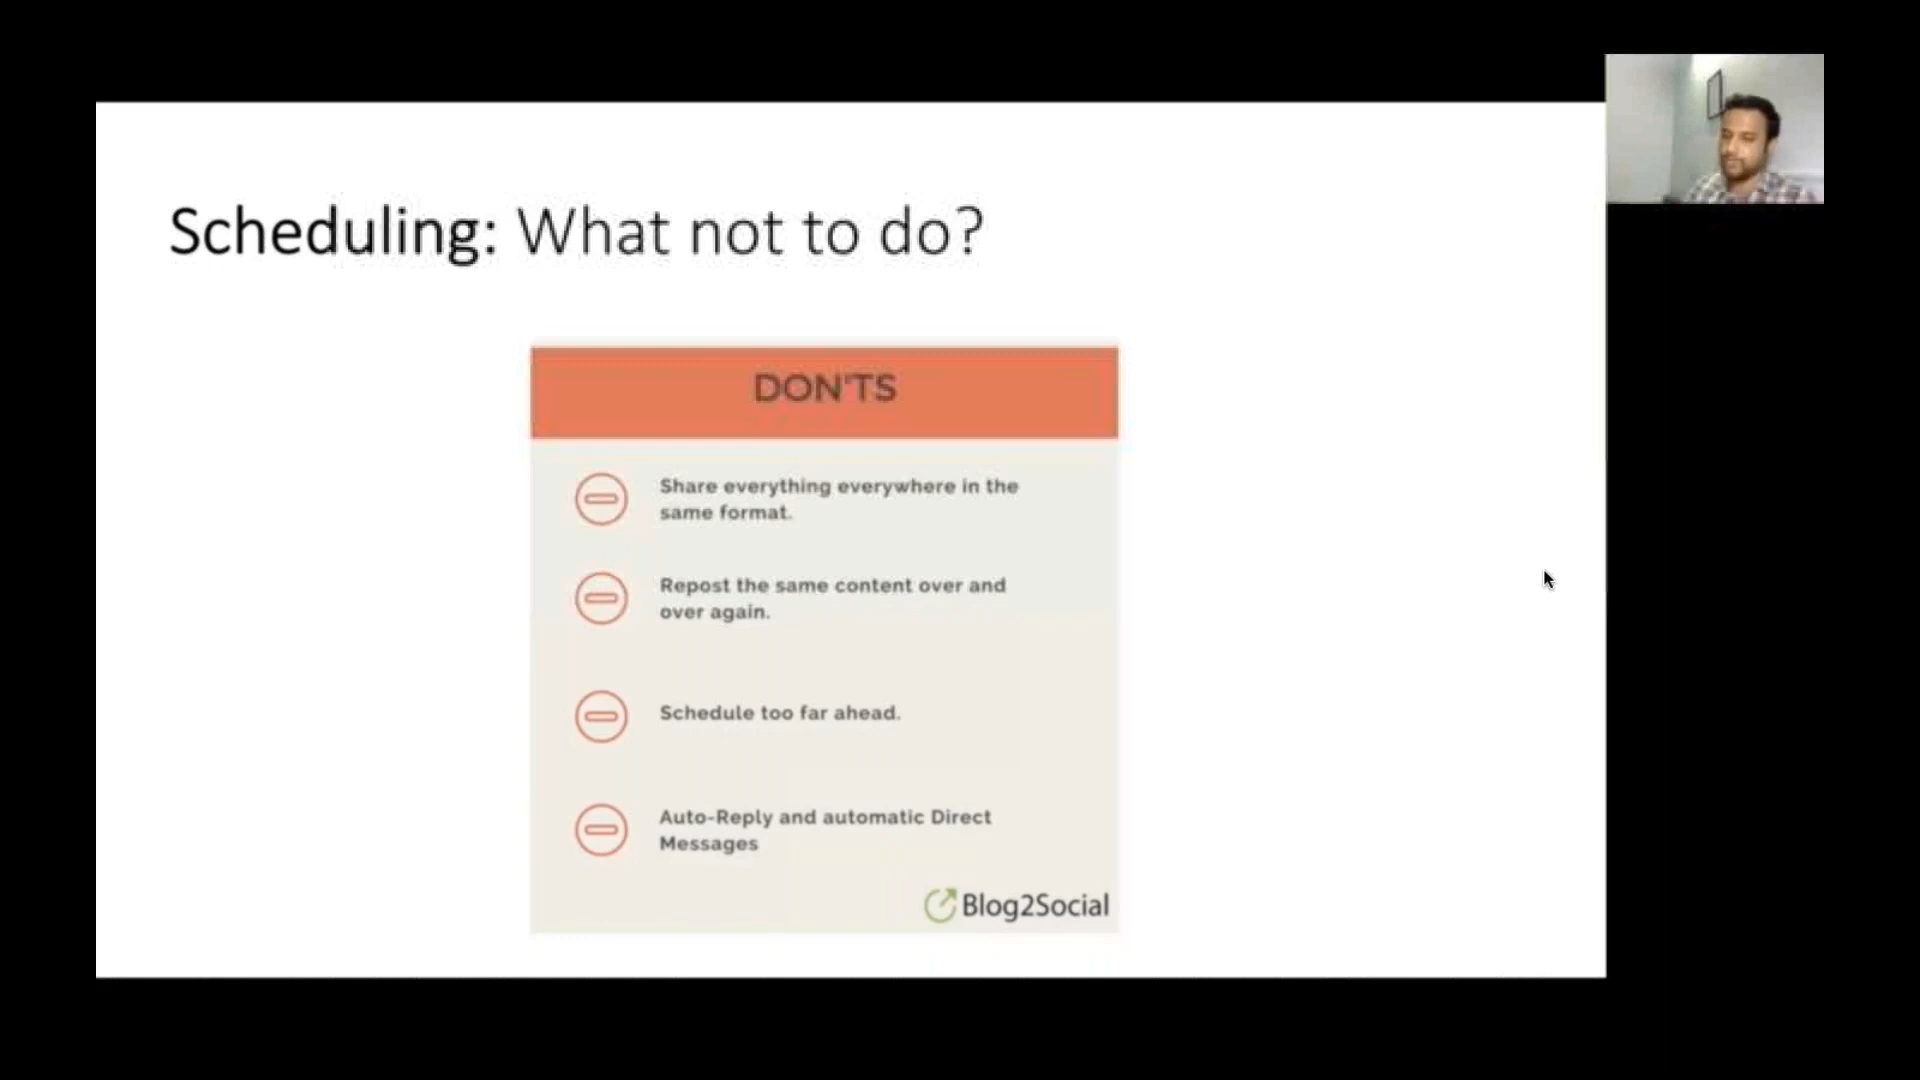 Scheduling: What not to do?
DON'TS
Share everything everywhere in the
same format.
Repost the same content over and
over again.
Schedule too far ahead.
Auto-Reply and automatic Direct
Messages
Blog2Social